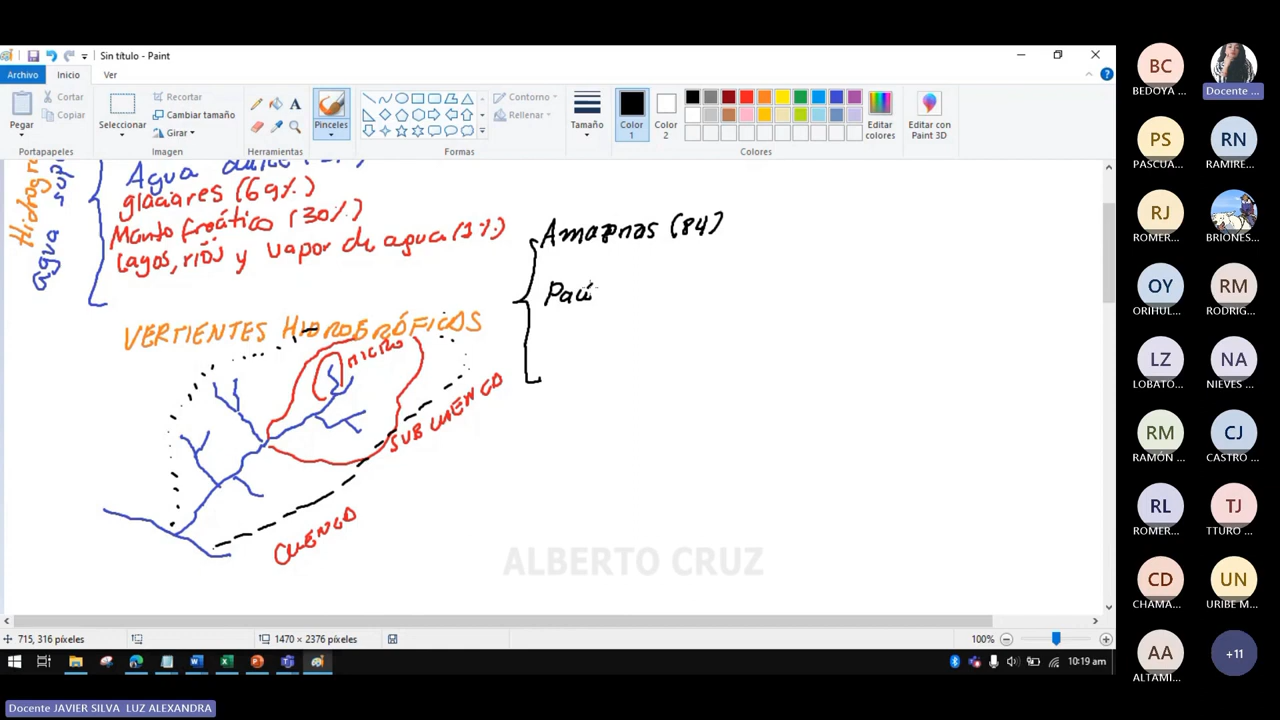 Sin título - Paint
Archivo
Inicio
Ver
Pegar
Cortar
Copiar
Portapapeles
Seleccionar
Recortar
Cambiar tamaño
Girar
Imagen
Herramientas
Pinceles
Contorno
Rellenar
Formas
Tamaño
Color 1
Color 2
Editar colores
Colores
Editar con Paint 3D
agua
glaciares (69%)
Manto freático (30%)
Lagos, ríos y vapor de agua (1%)
VERTIENTES HIDROGRÓFICOS
MICRO
SUB CUENCA
CUENCA
Amazonas (84)
Pací
ALBERTO CRUZ
715, 316 píxeles
1470 × 2376 píxeles
100%
10:19 am
Docente JAVIER SILVA LUZ ALEXANDRA
BC
BEDOYA ...
Docente ...
PS
PASCUA...
RN
RAMIRE...
RJ
ROMER...
BRIONES...
OY
ORIHUL...
RM
RODRIG...
LZ
LOBATO...
NA
NIEVES ...
RM
RAMÓN ...
CJ
CASTRO ...
RL
ROMER...
TJ
TTURO ...
CD
CHAMA...
UN
URIBE M...
AA
ALTAMI...
+11